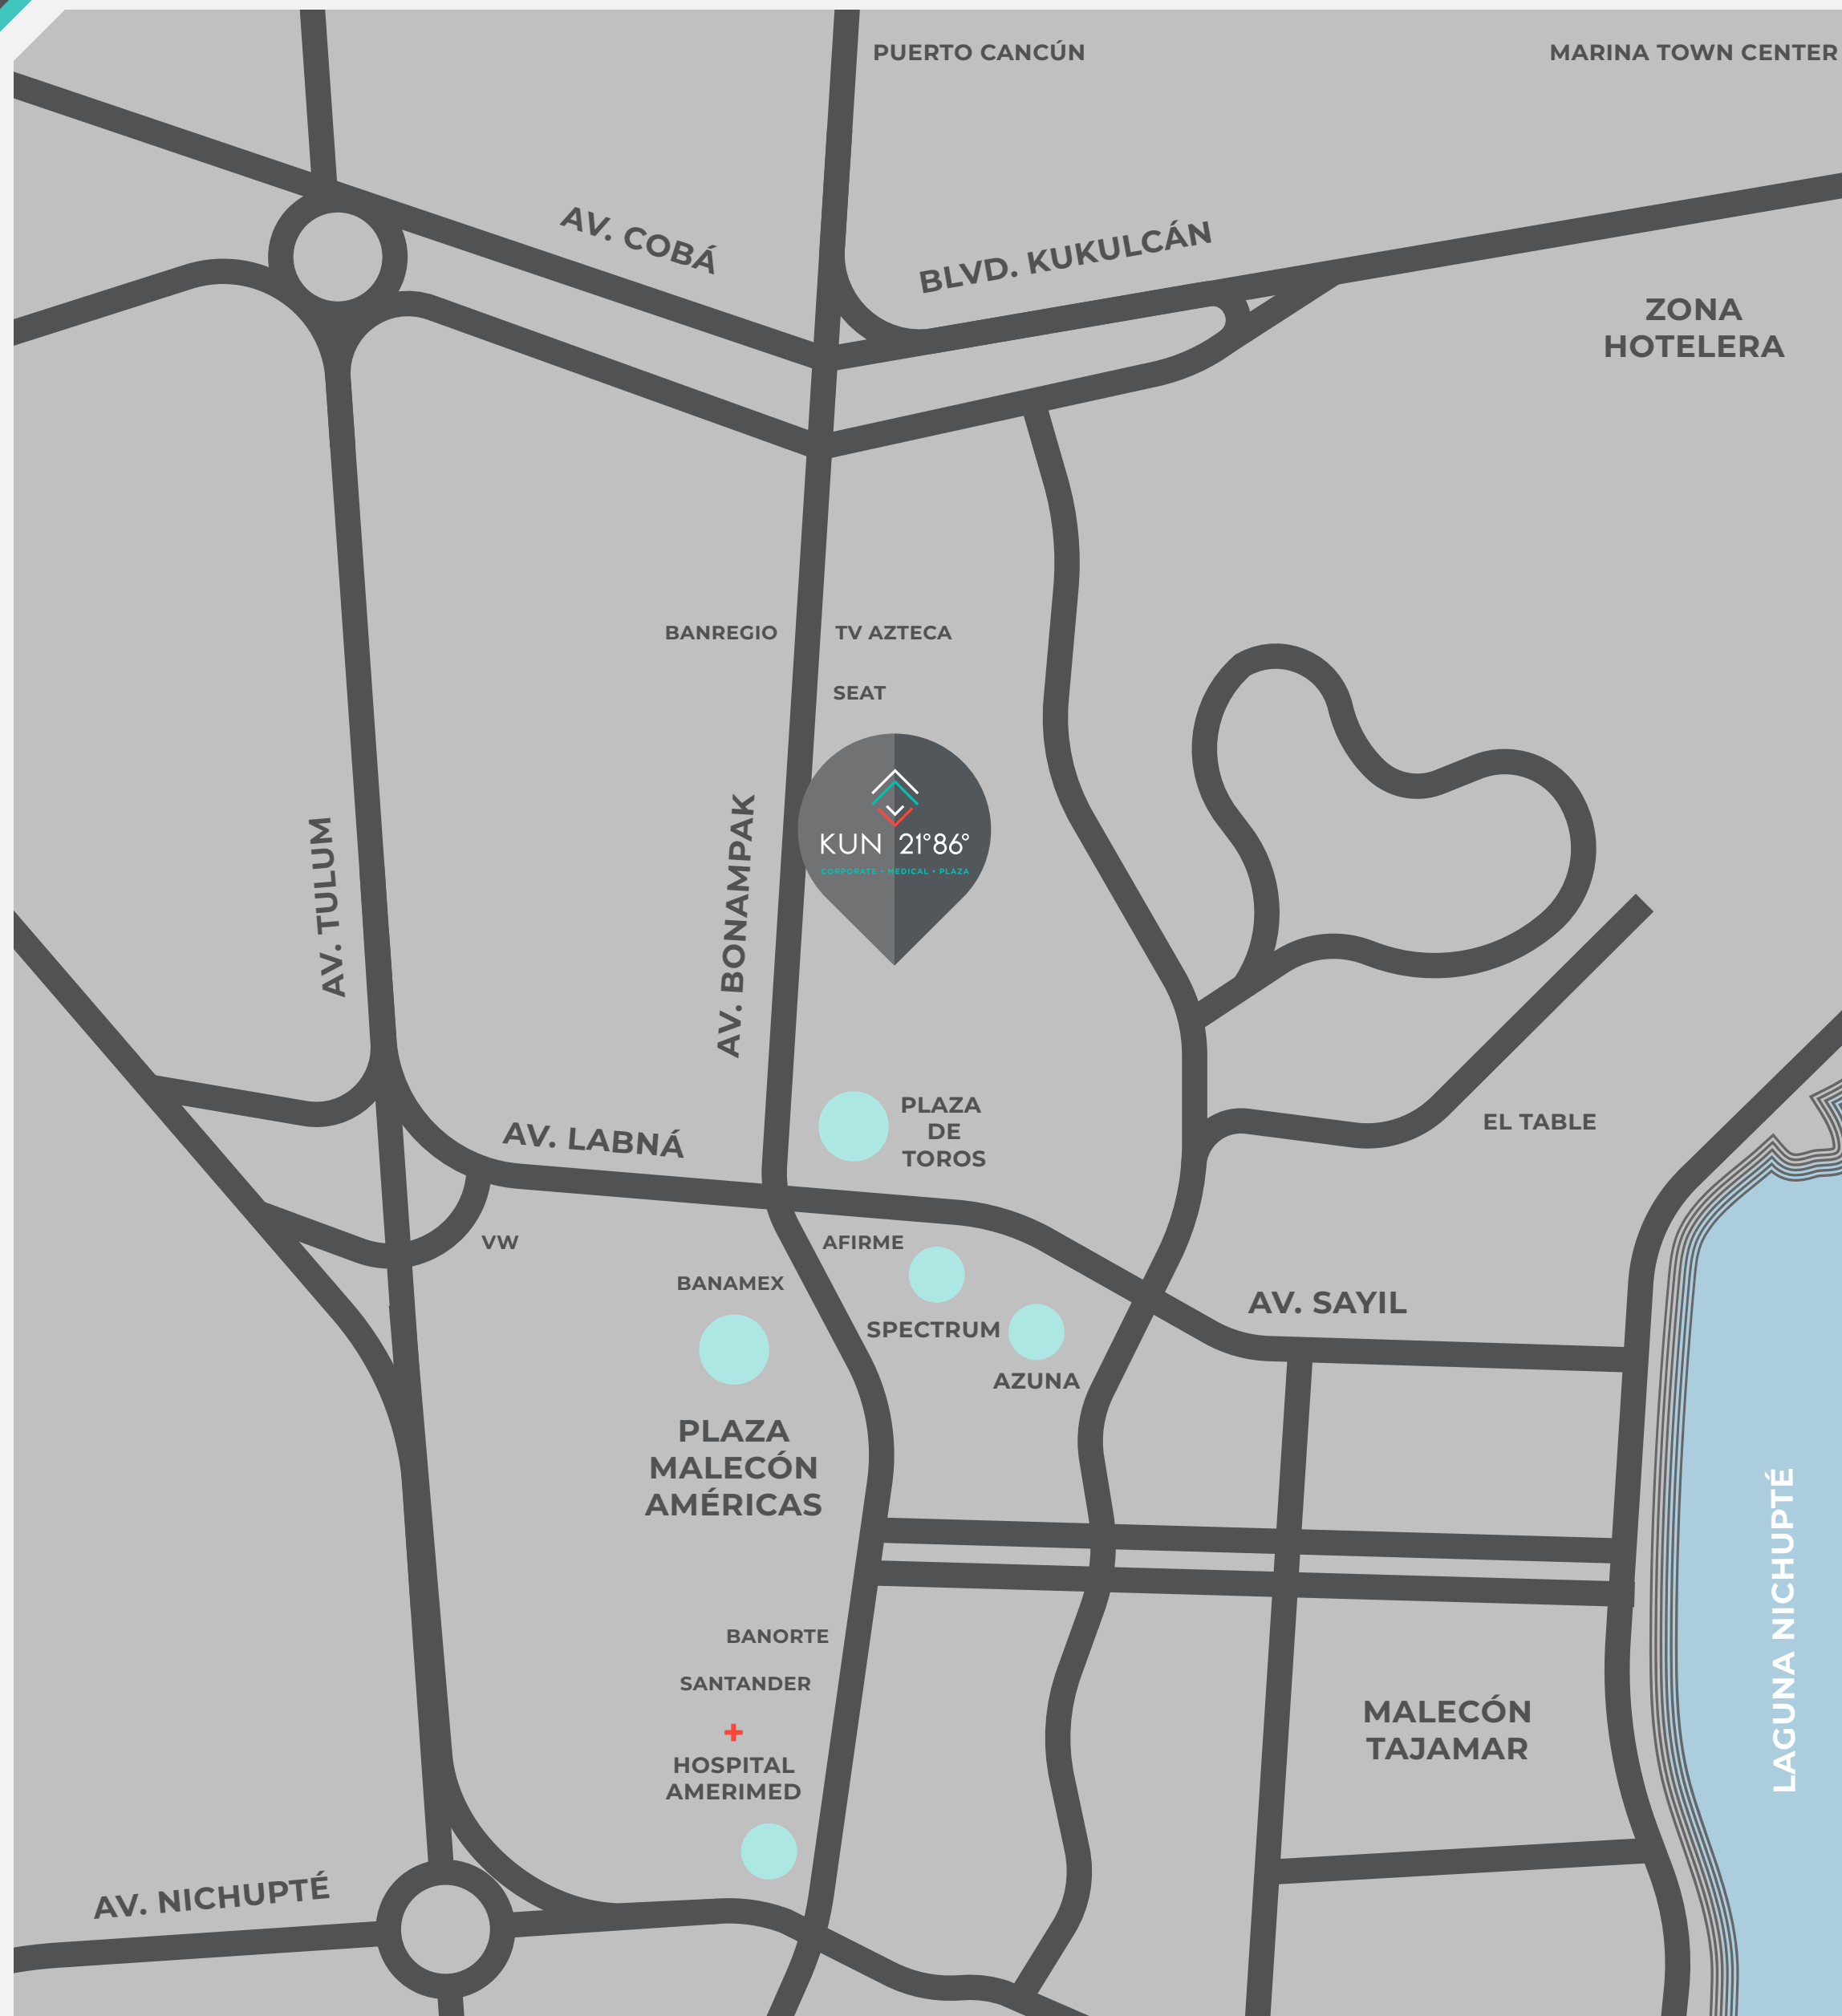 PUERTO CANCÚN
MARINA TOWN CENTER
AV. COBÁ
BLVD. KUKULCÁN
ZONA
HOTELERA
BANREGIO
TV AZTECA
SEAT
KUN 21°86°
CORPORATE • MEDICAL • PLAZA
AV. TULUM
AV. BONAMPAK
PLAZA
DE
TOROS
EL TABLE
AV. LABNÁ
VW
AFIRME
BANAMEX
AV. SAYIL
SPECTRUM
AZUNA
PLAZA
MALECÓN
AMÉRICAS
LAGUNA NICHUPTÉ
BANORTE
SANTANDER
MALECÓN
TAJAMAR
HOSPITAL
AMERIMED
AV. NICHUPTÉ